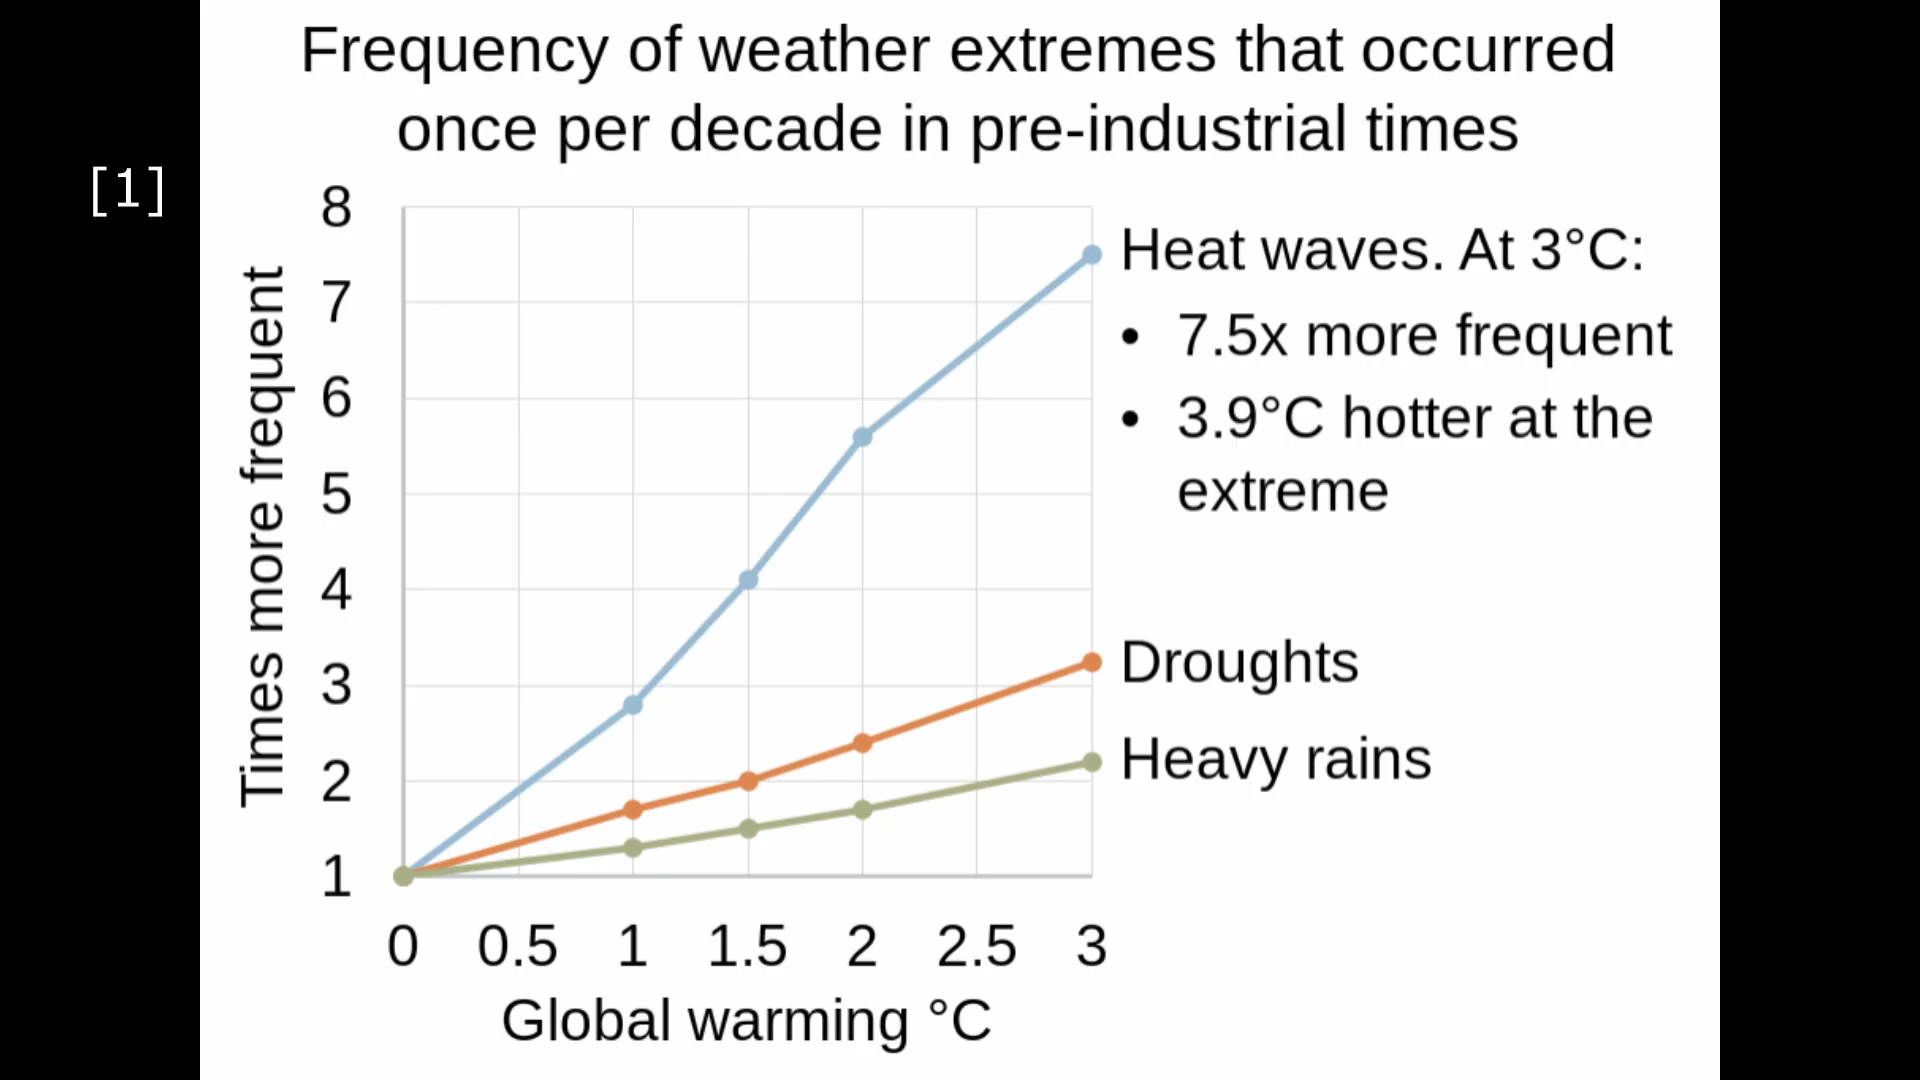 Frequency of weather extremes that occurred
once per decade in pre-industrial times
[1]
Times more frequent
8
7
6
5
4
3
2
1
Heat waves. At 3°C:
• 7.5x more frequent
• 3.9°C hotter at the
extreme
Droughts
Heavy rains
0 0.5 1 1.5 2 2.5 3
Global warming °C